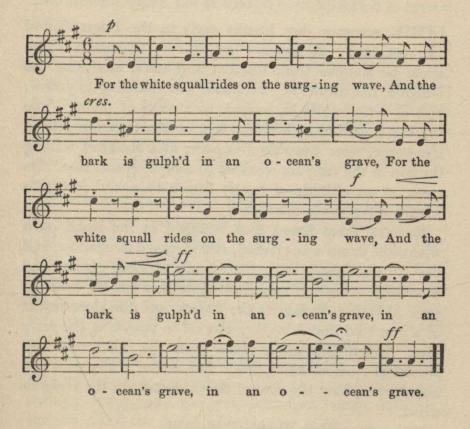 p
For the white squall rides on the surg-ing wave, And the
cres.
bark is gulph'd in an o - cean's grave, For the
f
white squall rides on the surg - ing wave, And the
ff
bark is gulph'd in an o - cean's grave, in an
ff
o - cean's grave, in an o - - cean's grave.